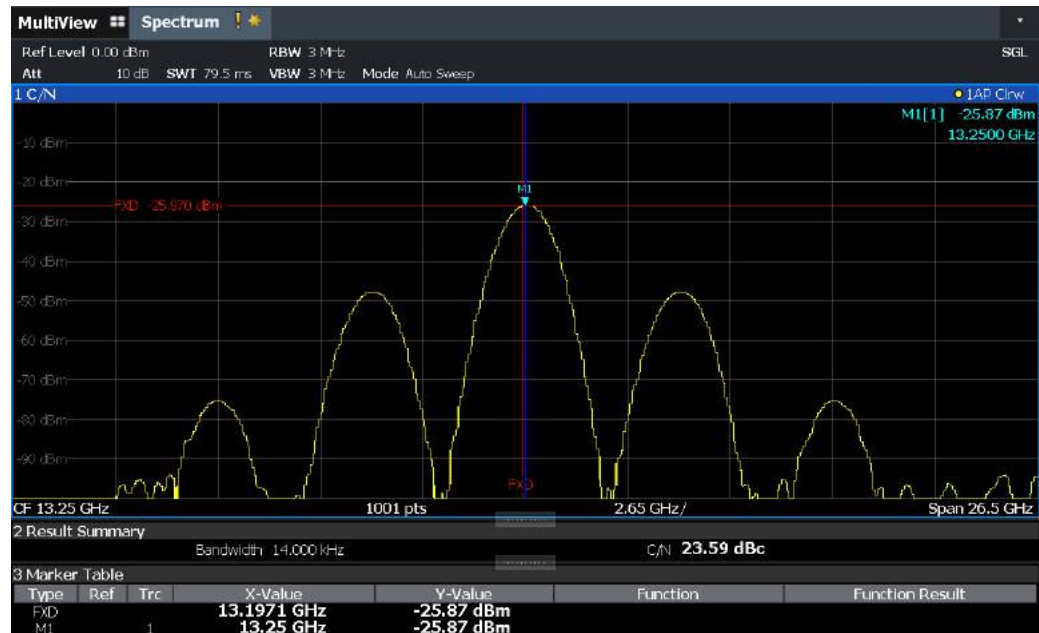 MultiView Spectrum
Ref Level 0.00 dBm RBW 3 MHz SGL
Att 10 dB SWT 79.5 ms VBW 3 MHz Mode Auto Sweep
1 C/N 1AP Clrw
M1[1] -25.87 dBm
13.2500 GHz
-10 dBm
-20 dBm
M1
FXD -25.870 dBm
-30 dBm
-40 dBm
-50 dBm
-60 dBm
-70 dBm
-80 dBm
-90 dBm
FXD
CF 13.25 GHz 1001 pts 2.65 GHz/ Span 26.5 GHz
2 Result Summary
Bandwidth 14.000 kHz C/N 23.59 dBc
3 Marker Table
Type Ref Trc X-Value Y-Value Function Function Result
FXD 13.1971 GHz -25.87 dBm
M1 1 13.25 GHz -25.87 dBm